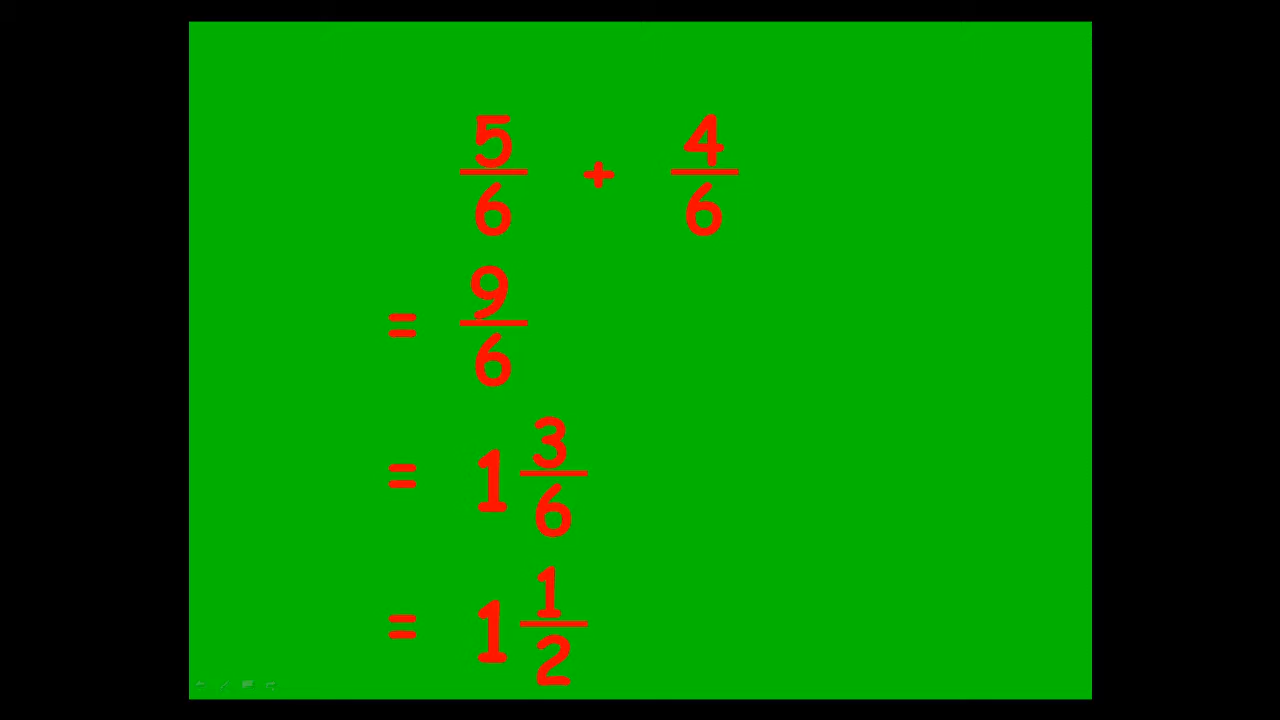 5/6 + 4/6
= 9/6
= 1 3/6
= 1 1/2